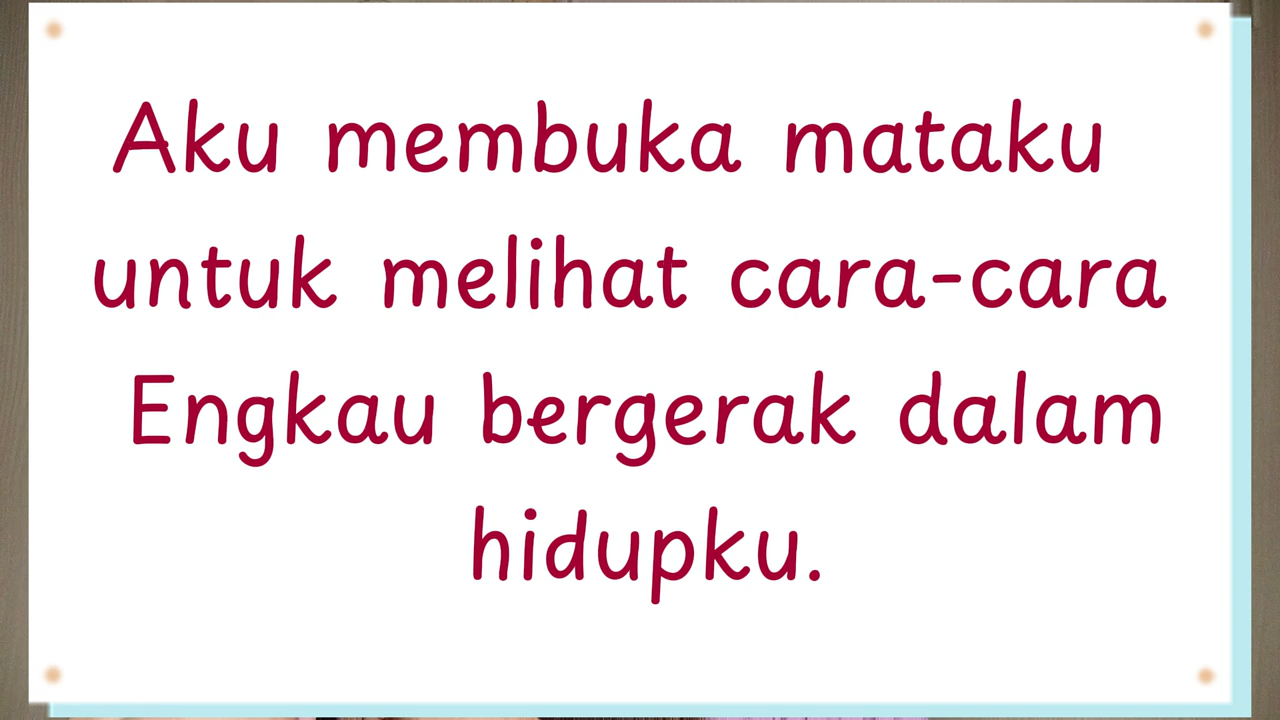 Aku membuka mataku
untuk melihat cara-cara
Engkau bergerak dalam
hidupku.